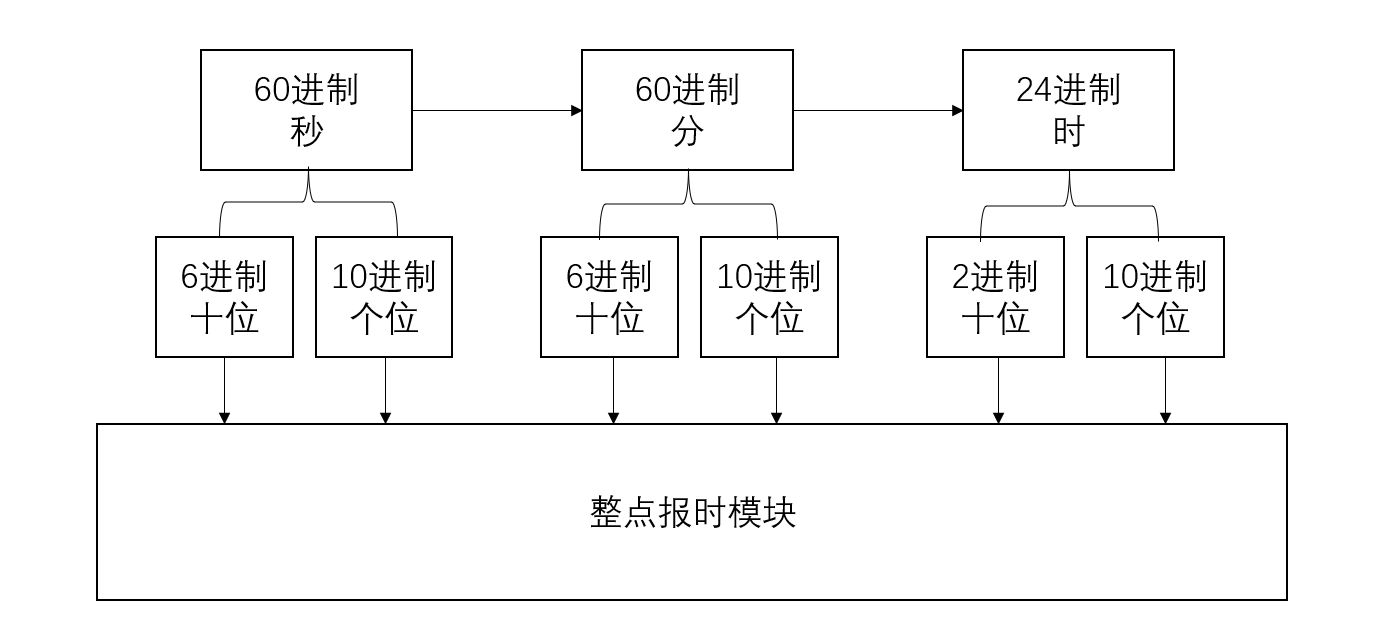 60进制
秒
60进制
分
24进制
时
6进制
十位
10进制
个位
6进制
十位
10进制
个位
2进制
十位
10进制
个位
整点报时模块